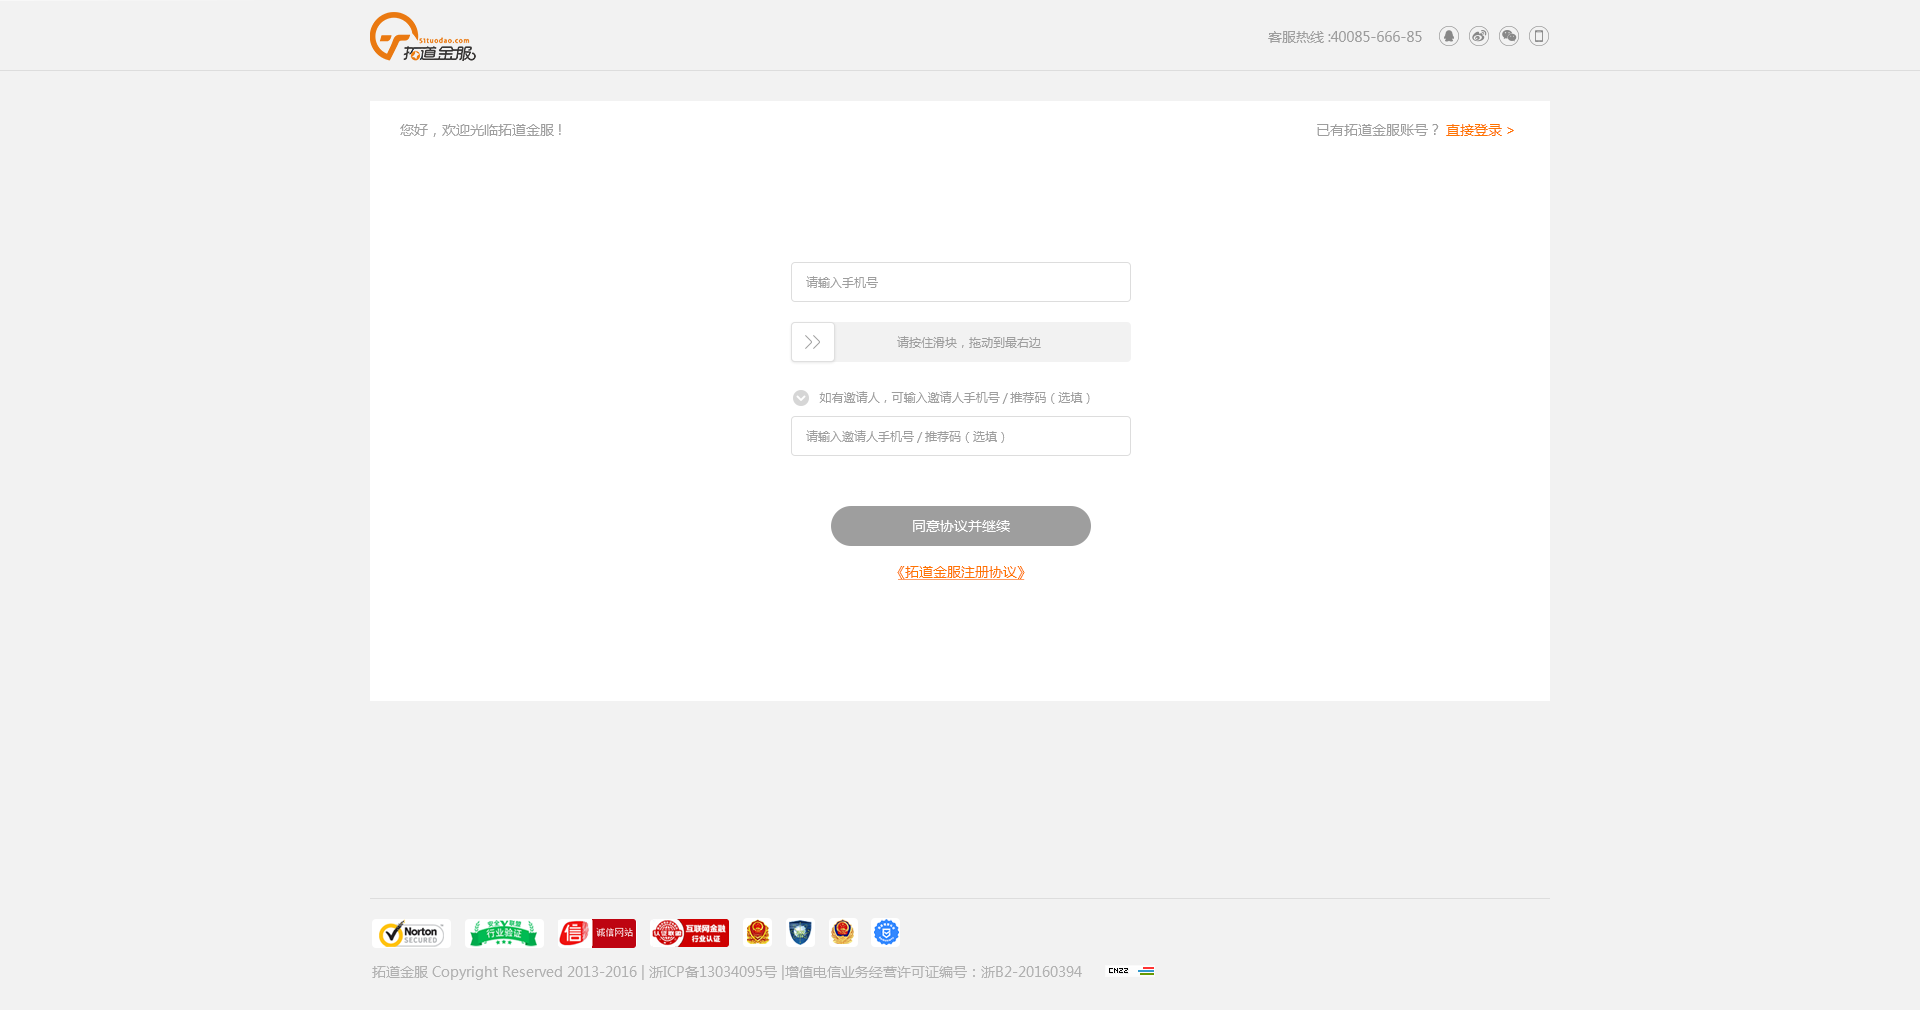 51tuodao.com
拓道金服
客服热线 :40085-666-85
您好，欢迎光临拓道金服！
已有拓道金服账号？ 直接登录 >
请输入手机号
请按住滑块，拖动到最右边
如有邀请人，可输入邀请人手机号 / 推荐码（选填）
请输入邀请人手机号 / 推荐码（选填）
同意协议并继续
《拓道金服注册协议》
Norton
SECURED
安全联盟
行业验证
信 诚信网站
互联网金融
行业认证
拓道金服 Copyright Reserved 2013-2016 | 浙ICP备13034095号 |增值电信业务经营许可证编号：浙B2-20160394
CNZZ